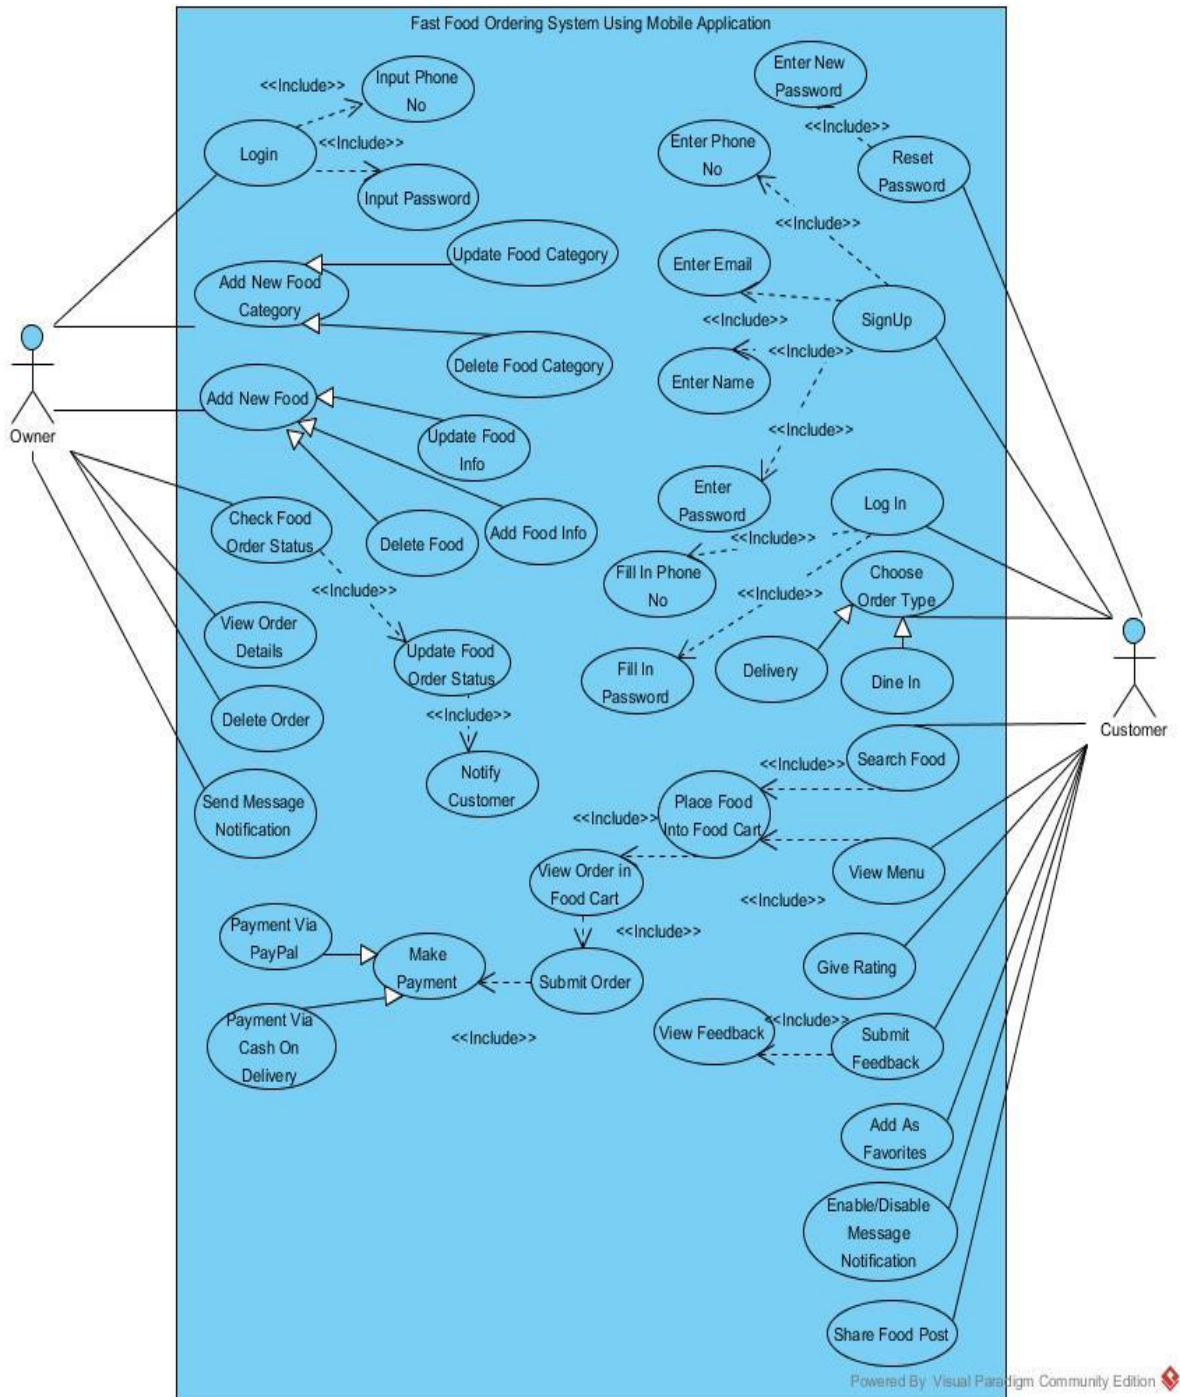 Fast Food Ordering System Using Mobile Application
<<Include>>
Input Phone
No
Login
<<Include>>
Input Password
Update Food Category
Add New Food
Category
Delete Food Category
Add New Food
Update Food
Info
Add Food Info
Delete Food
Owner
Check Food
Order Status
<<Include>>
Update Food
Order Status
<<Include>>
Notify
Customer
View Order
Details
Delete Order
Send Message
Notification
Enter New
Password
<<Include>>
Reset
Password
Enter Phone
No
<<Include>>
Enter Email
SignUp
<<Include>>
<<Include>>
Enter Name
<<Include>>
Enter
Password
Log In
<<Include>>
Fill In Phone
No
<<Include>>
Fill In
Password
Choose
Order Type
Delivery
Dine In
Customer
Search Food
<<Include>>
Place Food
Into Food Cart
<<Include>>
View Menu
<<Include>>
View Order in
Food Cart
<<Include>>
Submit Order
Make
Payment
<<Include>>
Payment Via
PayPal
Payment Via
Cash On
Delivery
Give Rating
View Feedback
<<Include>>
Submit
Feedback
Add As
Favorites
Enable/Disable
Message
Notification
Share Food Post
Powered By Visual Paradigm Community Edition